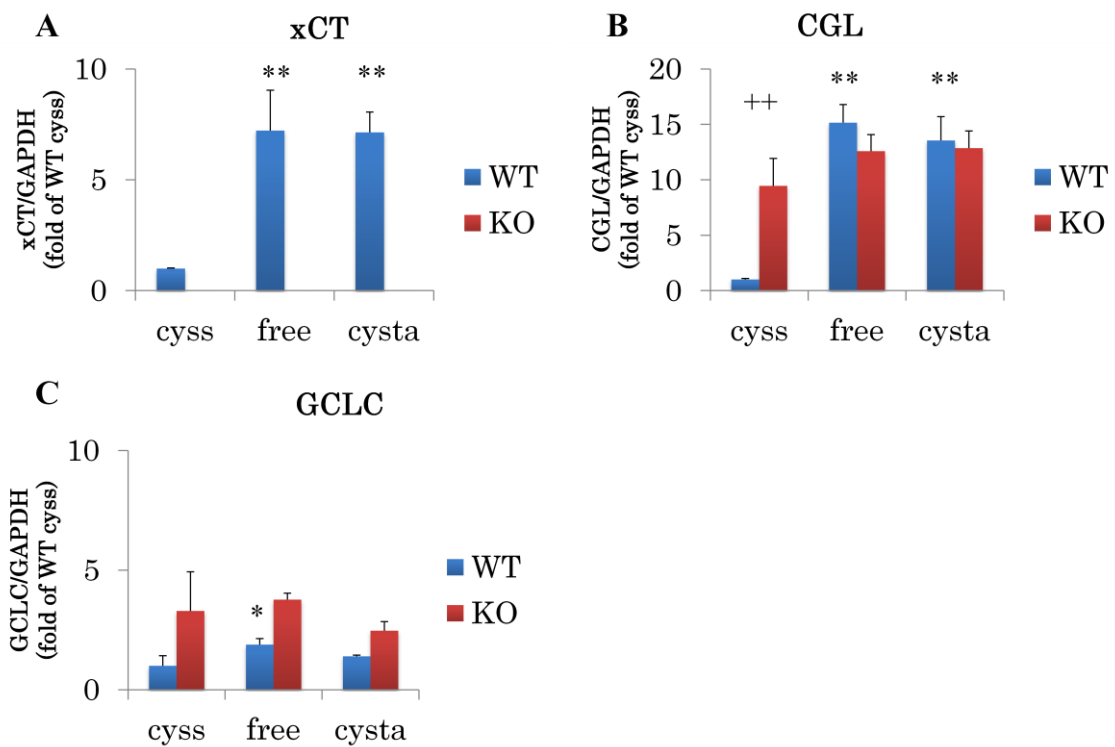 A
xCT
xCT/GAPDH
(fold of WT cyss)
10
5
0
**
**
cyss
free
cysta
WT
KO
B
CGL
CGL/GAPDH
(fold of WT cyss)
20
15
10
5
0
++
**
**
cyss
free
cysta
WT
KO
C
GCLC
GCLC/GAPDH
(fold of WT cyss)
10
5
0
*
cyss
free
cysta
WT
KO